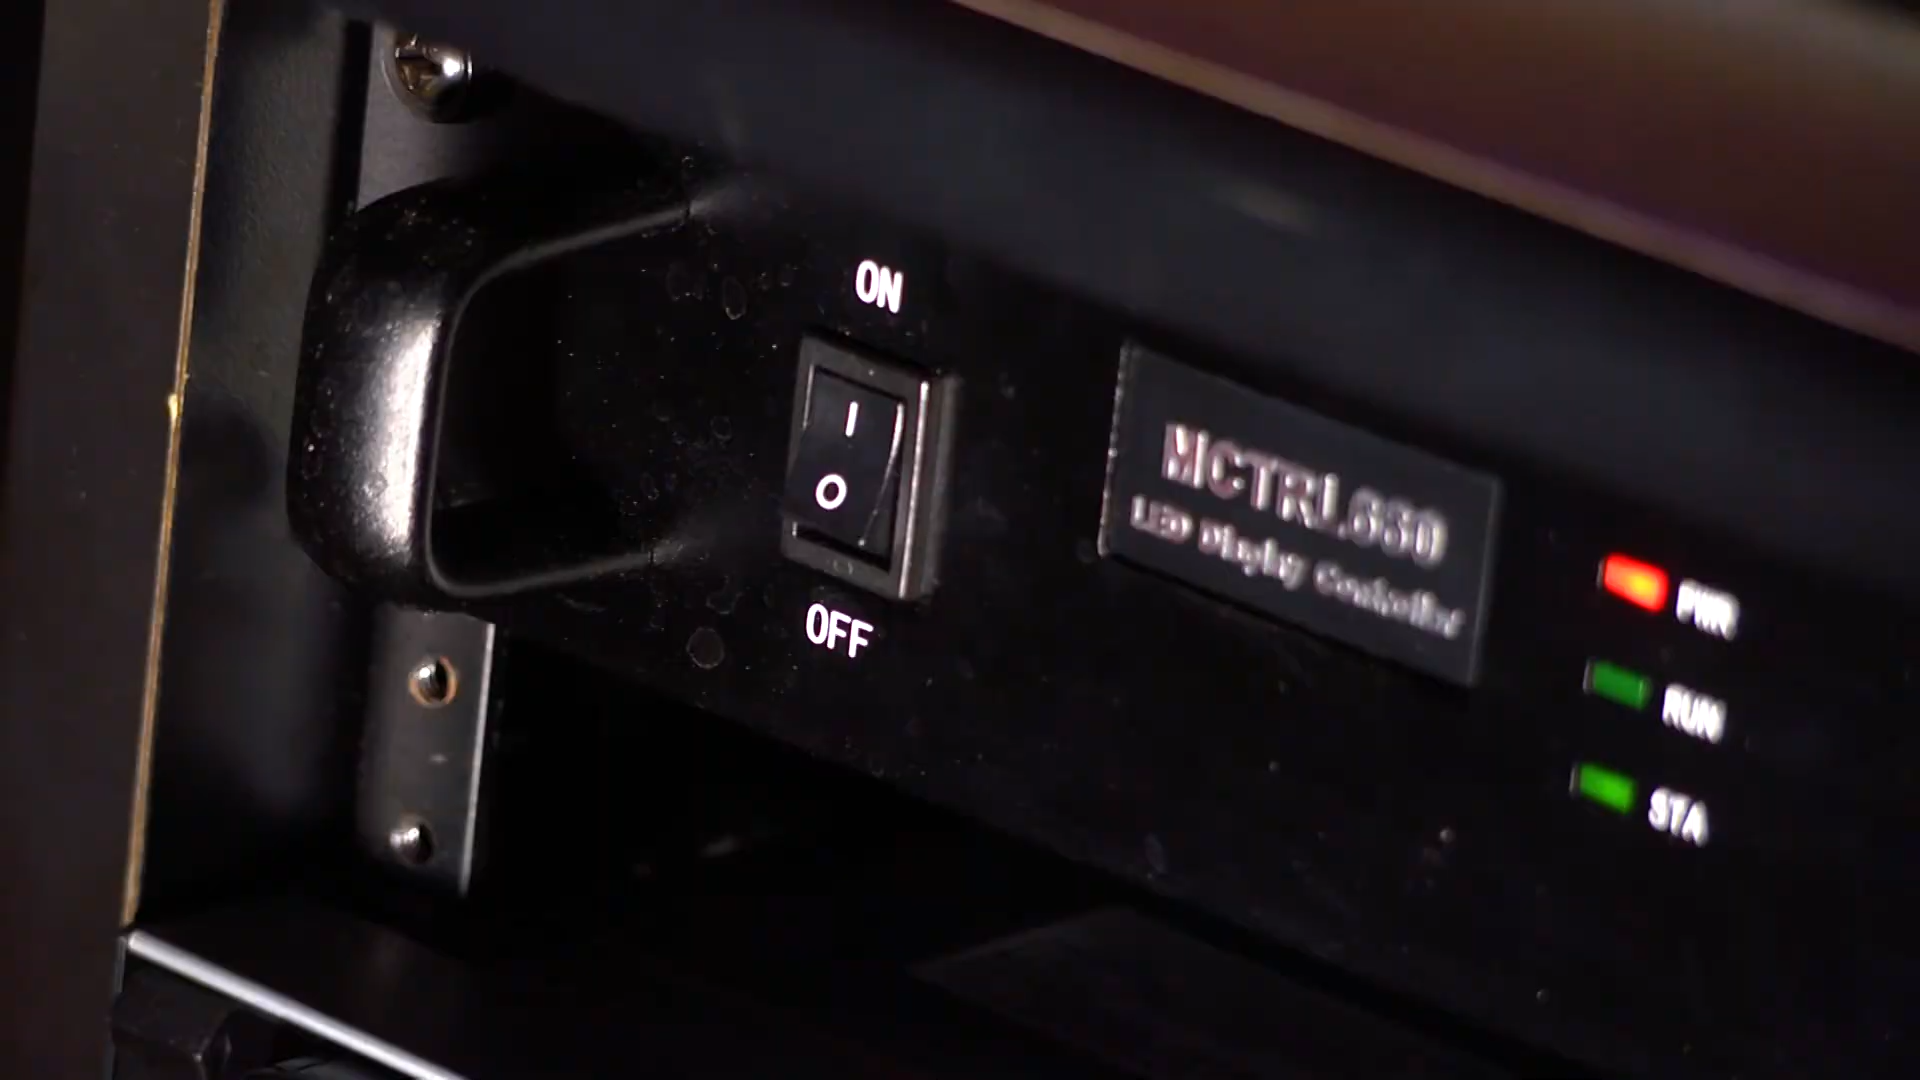 ON
I
O
OFF
MCTRL660
LED Display Controller
PWR
RUN
STA